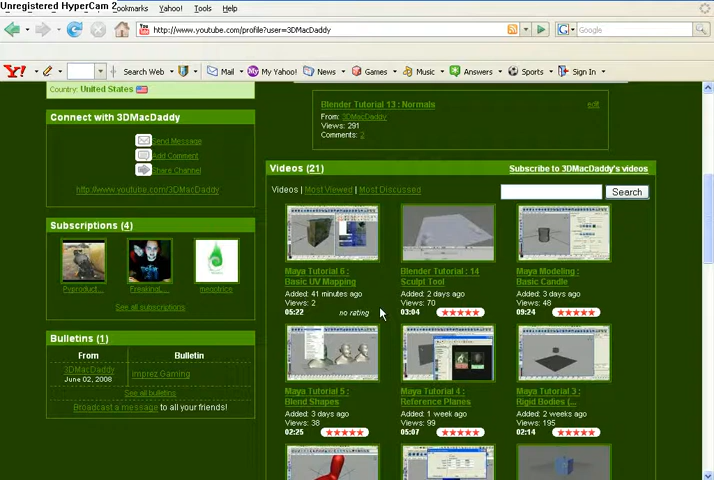 Unregistered HyperCam 2
ookmarks Yahoo! Tools Help
http://www.youtube.com/profile?user=3DMacDaddy
Google
Search Web Mail My Yahoo! News Games Music Answers Sports Sign In
Country: United States
Connect with 3DMacDaddy
Send Message
Add Comment
Share Channel
http://www.youtube.com/3DMacDaddy
Subscriptions (4)
Pyproduct... FreakingL... megotrics
See all subscriptions
Bulletins (1)
From Bulletin
3DMacDaddy
June 02, 2008
Imprez Gaming
See all bulletins
Broadcast a message to all your friends!
Blender Tutorial 13 : Normals
edit
From: 3DMacDaddy
Views: 291
Comments: 2
Videos (21)
Subscribe to 3DMacDaddy's videos
Videos | Most Viewed | Most Discussed
Search
Maya Tutorial 6 :
Basic UV Mapping
Added: 41 minutes ago
Views: 2
05:22 no rating
Blender Tutorial : 14
Sculpt Tool
Added: 2 days ago
Views: 70
03:04
Maya Modeling :
Basic Candle
Added: 3 days ago
Views: 48
09:24
Maya Tutorial 5 :
Blend Shapes
Added: 3 days ago
Views: 38
02:25
Maya Tutorial 4 :
Reference Planes
Added: 1 week ago
Views: 99
05:07
Maya Tutorial 3 :
Rigid Bodies (...
Added: 2 weeks ago
Views: 195
02:14